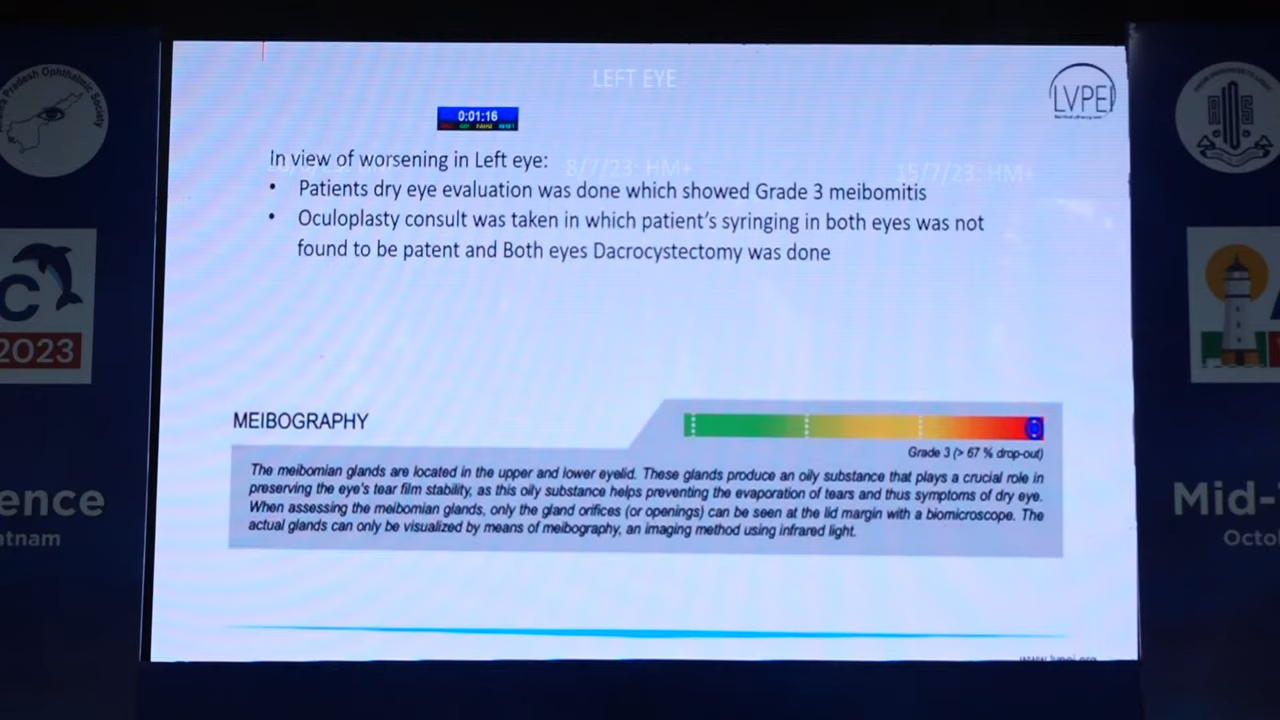 LEFT EYE
LVPEI
0:01:16
In view of worsening in Left eye:
8/7/23: HM+
15/7/23: HM+
• Patients dry eye evaluation was done which showed Grade 3 meibomitis
• Oculoplasty consult was taken in which patient's syringing in both eyes was not
found to be patent and Both eyes Dacrocystectomy was done
MEIBOGRAPHY
Grade 3 (> 67 % drop-out)
The meibomian glands are located in the upper and lower eyelid. These glands produce an oily substance that plays a crucial role in
preserving the eye's tear film stability, as this oily substance helps preventing the evaporation of tears and thus symptoms of dry eye.
When assessing the meibomian glands, only the gland orifices (or openings) can be seen at the lid margin with a biomicroscope. The
actual glands can only be visualized by means of meibography, an imaging method using infrared light.
Pradesh Ophthalmic Society
C
2023
ence
atnam
Mid-
Octo